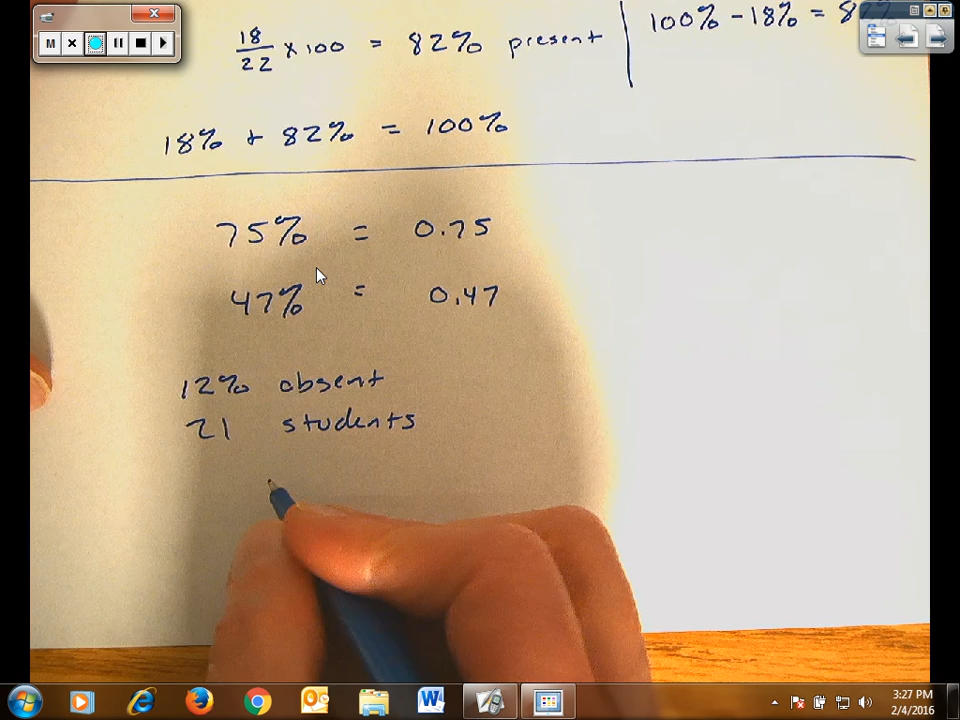 18/22 x 100 = 82% present
100% - 18% = 82%
18% + 82% = 100%
75% = 0.75
47% = 0.47
12% absent
21 students
M
3:27 PM
2/4/2016